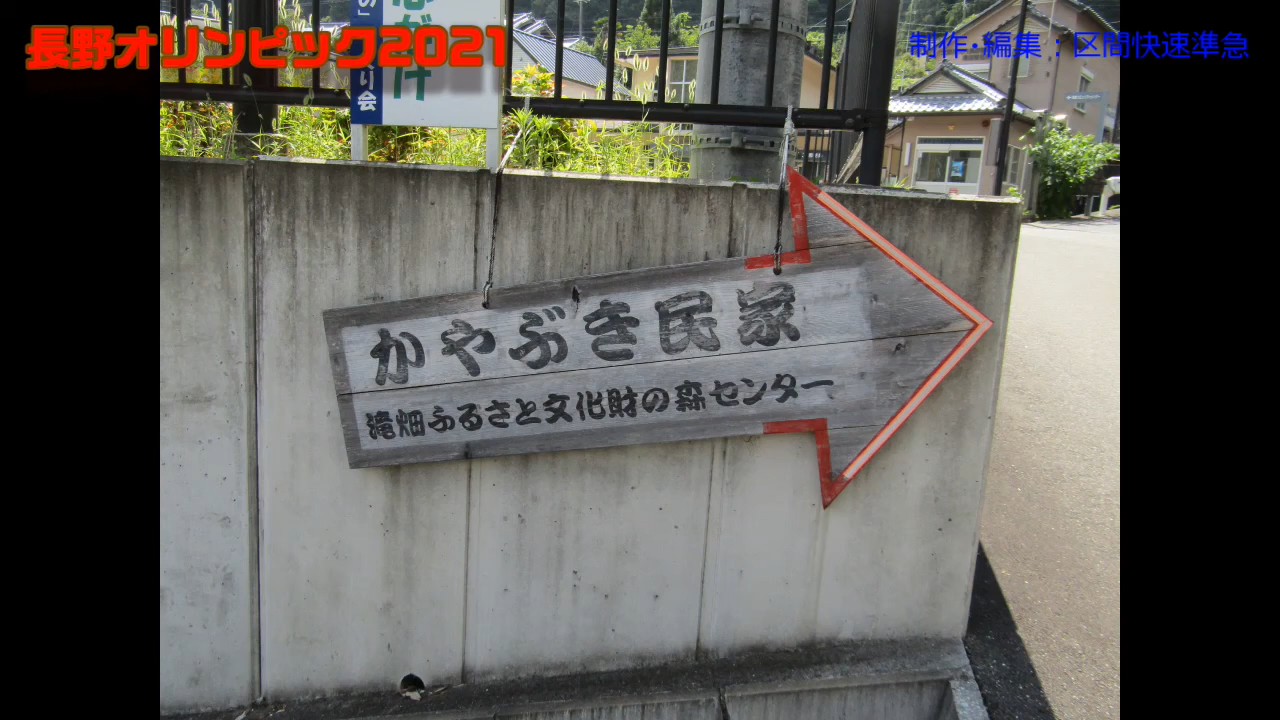 長野オリンピック2021
制作・編集：区間快速準急
かやぶき民家
滝畑ふるさと文化財の森センター